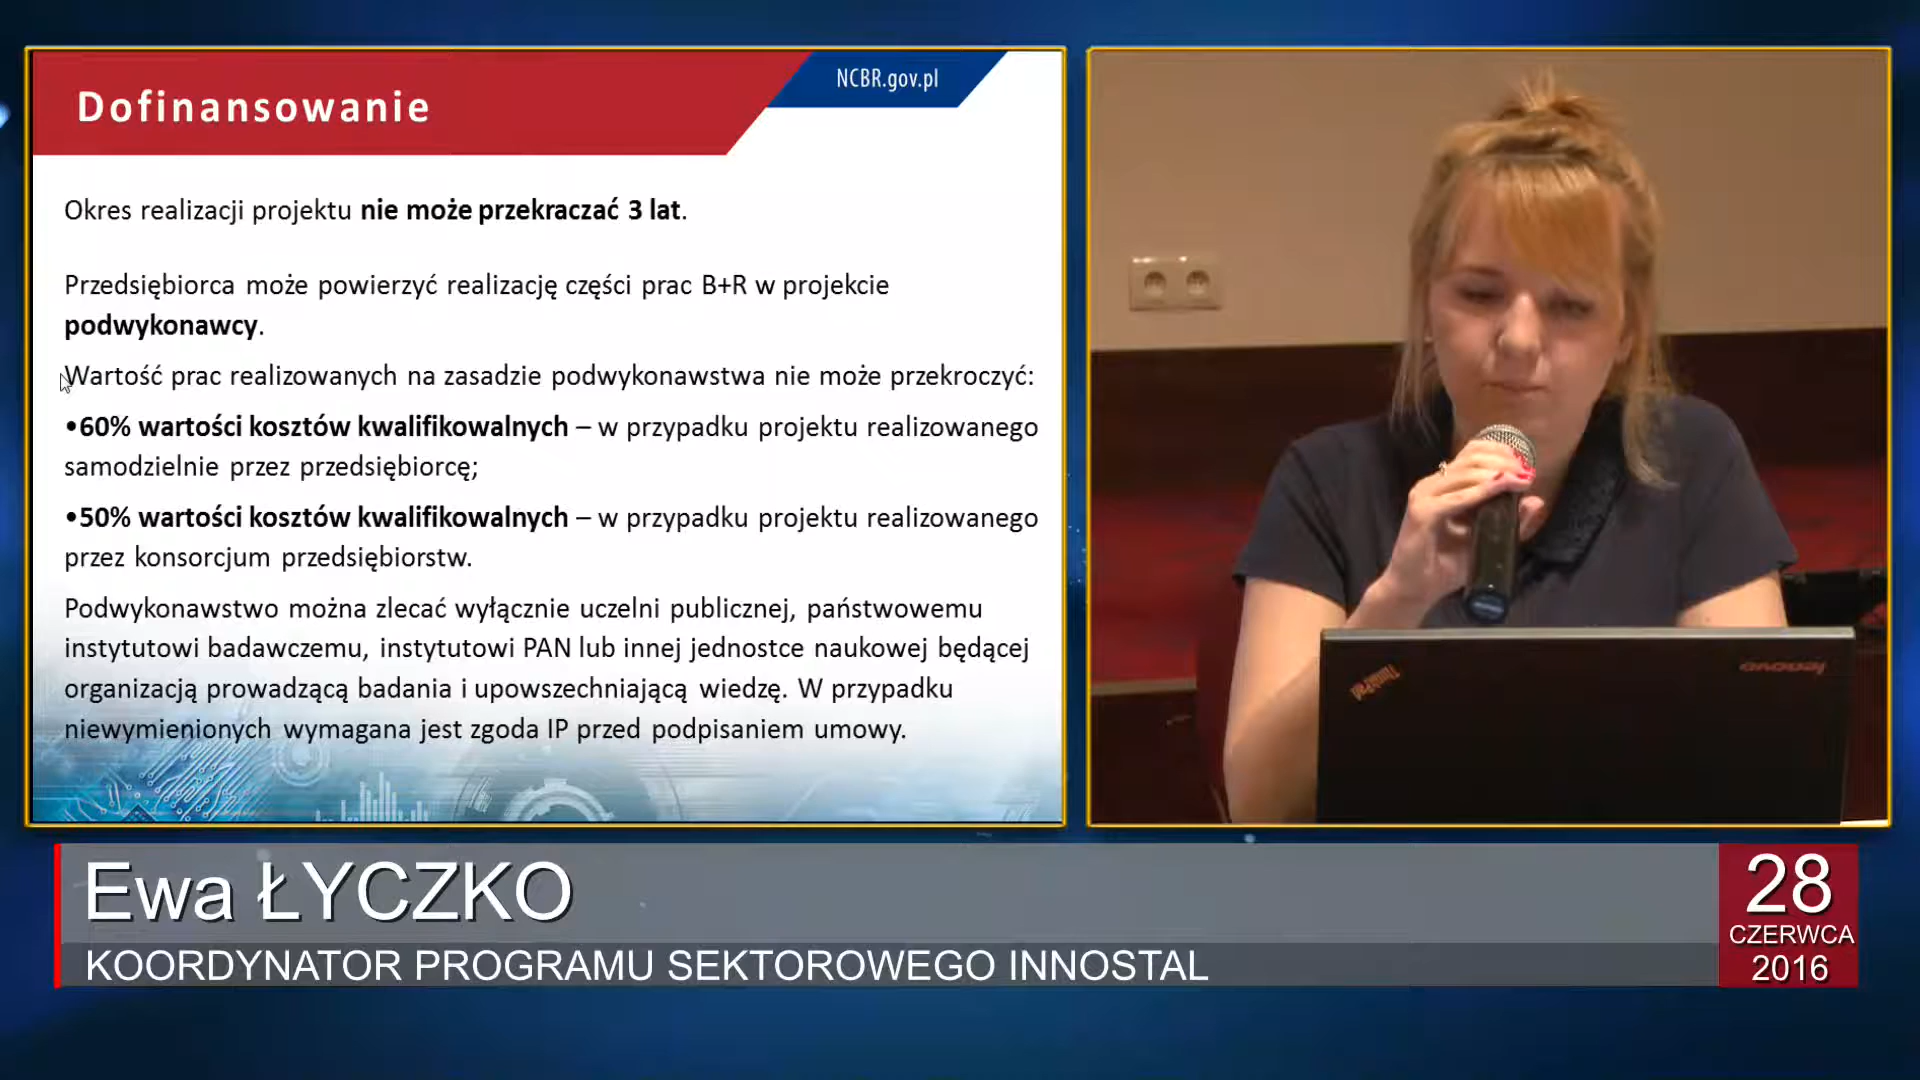 Dofinansowanie
NCBR.gov.pl
Okres realizacji projektu nie może przekraczać 3 lat.
Przedsiębiorca może powierzyć realizację części prac B+R w projekcie
podwykonawcy.
Wartość prac realizowanych na zasadzie podwykonawstwa nie może przekroczyć:
•60% wartości kosztów kwalifikowalnych – w przypadku projektu realizowanego
samodzielnie przez przedsiębiorcę;
•50% wartości kosztów kwalifikowalnych – w przypadku projektu realizowanego
przez konsorcjum przedsiębiorstw.
Podwykonawstwo można zlecać wyłącznie uczelni publicznej, państwowemu
instytutowi badawczemu, instytutowi PAN lub innej jednostce naukowej będącej
organizacją prowadzącą badania i upowszechniającą wiedzę. W przypadku
niewymienionych wymagana jest zgoda IP przed podpisaniem umowy.
ThinkPad
lenovo
Ewa ŁYCZKO
KOORDYNATOR PROGRAMU SEKTOROWEGO INNOSTAL
28
CZERWCA
2016